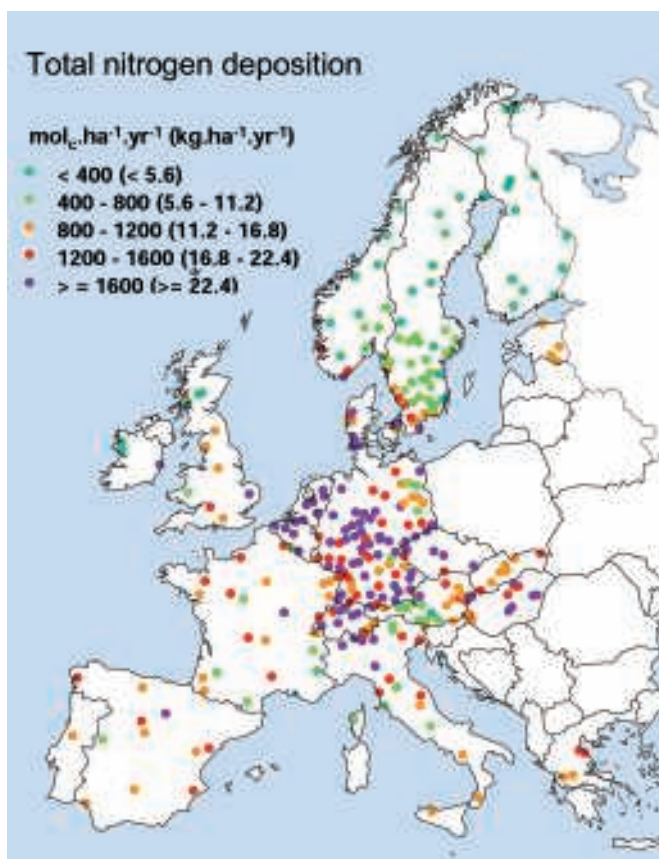 Total nitrogen deposition
mol_c.ha⁻¹.yr⁻¹ (kg.ha⁻¹.yr⁻¹)
< 400 (< 5.6)
400 - 800 (5.6 - 11.2)
800 - 1200 (11.2 - 16.8)
1200 - 1600 (16.8 - 22.4)
> = 1600 (>= 22.4)